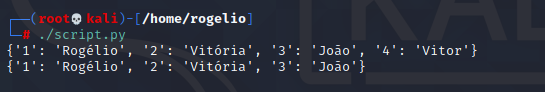 (root💀kali)-[/home/rogelio]
# ./script.py
{'1': 'Rogélio', '2': 'Vitória', '3': 'João', '4': 'Vitor'}
{'1': 'Rogélio', '2': 'Vitória', '3': 'João'}